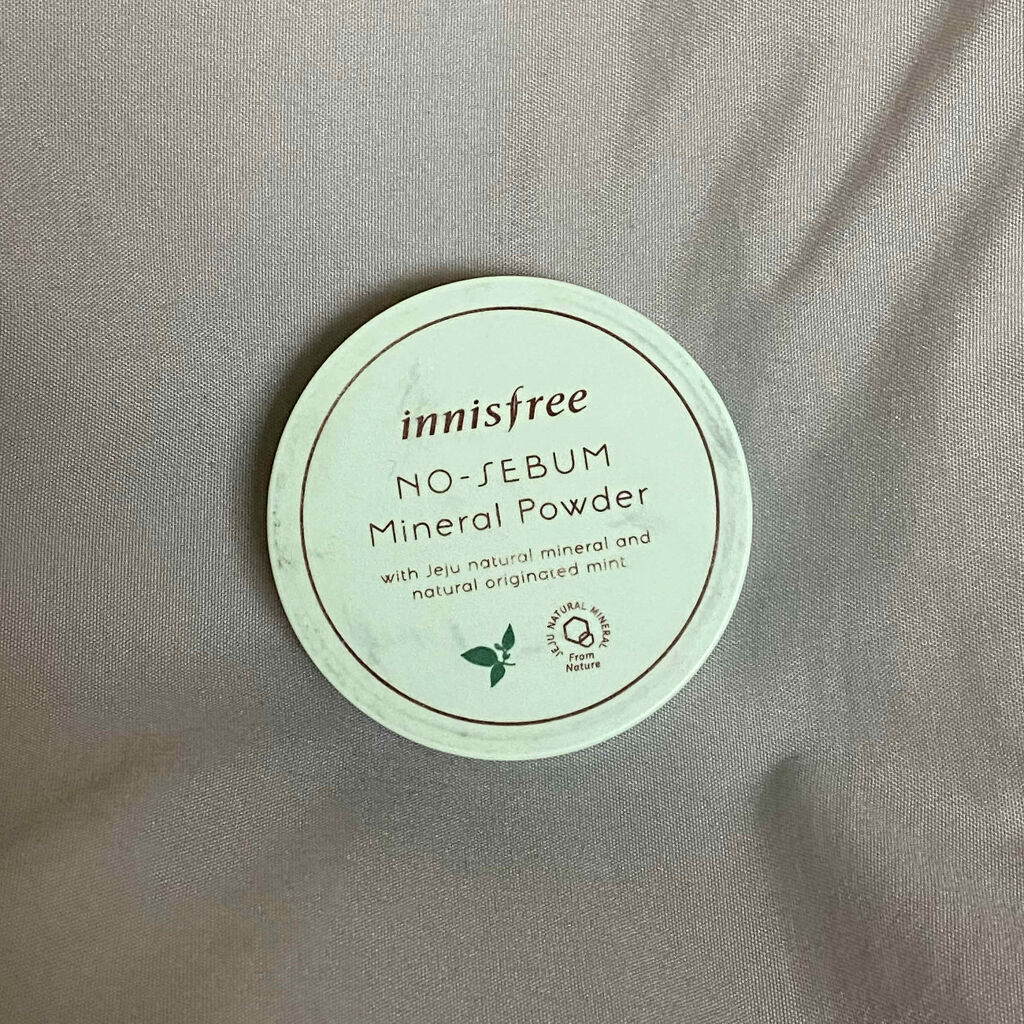 innisfree
NO-SEBUM
Mineral Powder
with Jeju natural mineral and
natural originated mint
JEJU NATURAL MINERAL
From
Nature